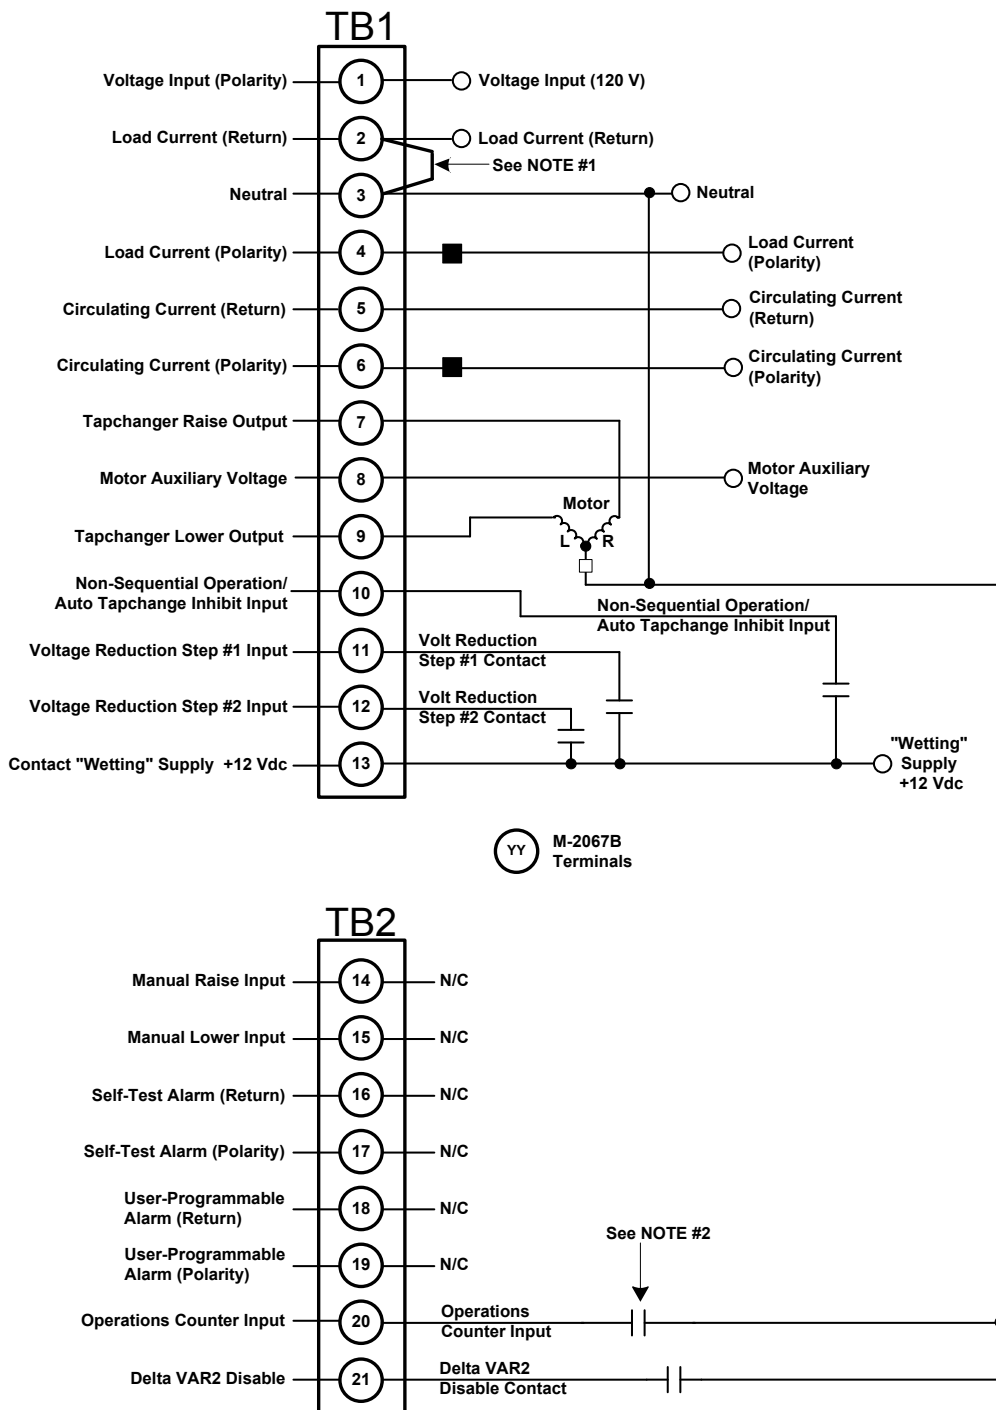 TB1
Voltage Input (Polarity)
1
Voltage Input (120 V)
Load Current (Return)
2
Load Current (Return)
See NOTE #1
Neutral
3
Neutral
Load Current (Polarity)
4
Load Current
(Polarity)
Circulating Current (Return)
5
Circulating Current
(Return)
Circulating Current (Polarity)
6
Circulating Current
(Polarity)
Tapchanger Raise Output
7
Motor Auxiliary Voltage
8
Motor Auxiliary
Voltage
Motor
L
R
Tapchanger Lower Output
9
Non-Sequential Operation/
Auto Tapchange Inhibit Input
10
Non-Sequential Operation/
Auto Tapchange Inhibit Input
Voltage Reduction Step #1 Input
11
Volt Reduction
Step #1 Contact
Voltage Reduction Step #2 Input
12
Volt Reduction
Step #2 Contact
Contact "Wetting" Supply +12 Vdc
13
"Wetting"
Supply
+12 Vdc
YY
M-2067B
Terminals
TB2
Manual Raise Input
14
N/C
Manual Lower Input
15
N/C
Self-Test Alarm (Return)
16
N/C
Self-Test Alarm (Polarity)
17
N/C
User-Programmable
Alarm (Return)
18
N/C
User-Programmable
Alarm (Polarity)
19
N/C
See NOTE #2
Operations Counter Input
20
Operations
Counter Input
Delta VAR2 Disable
21
Delta VAR2
Disable Contact